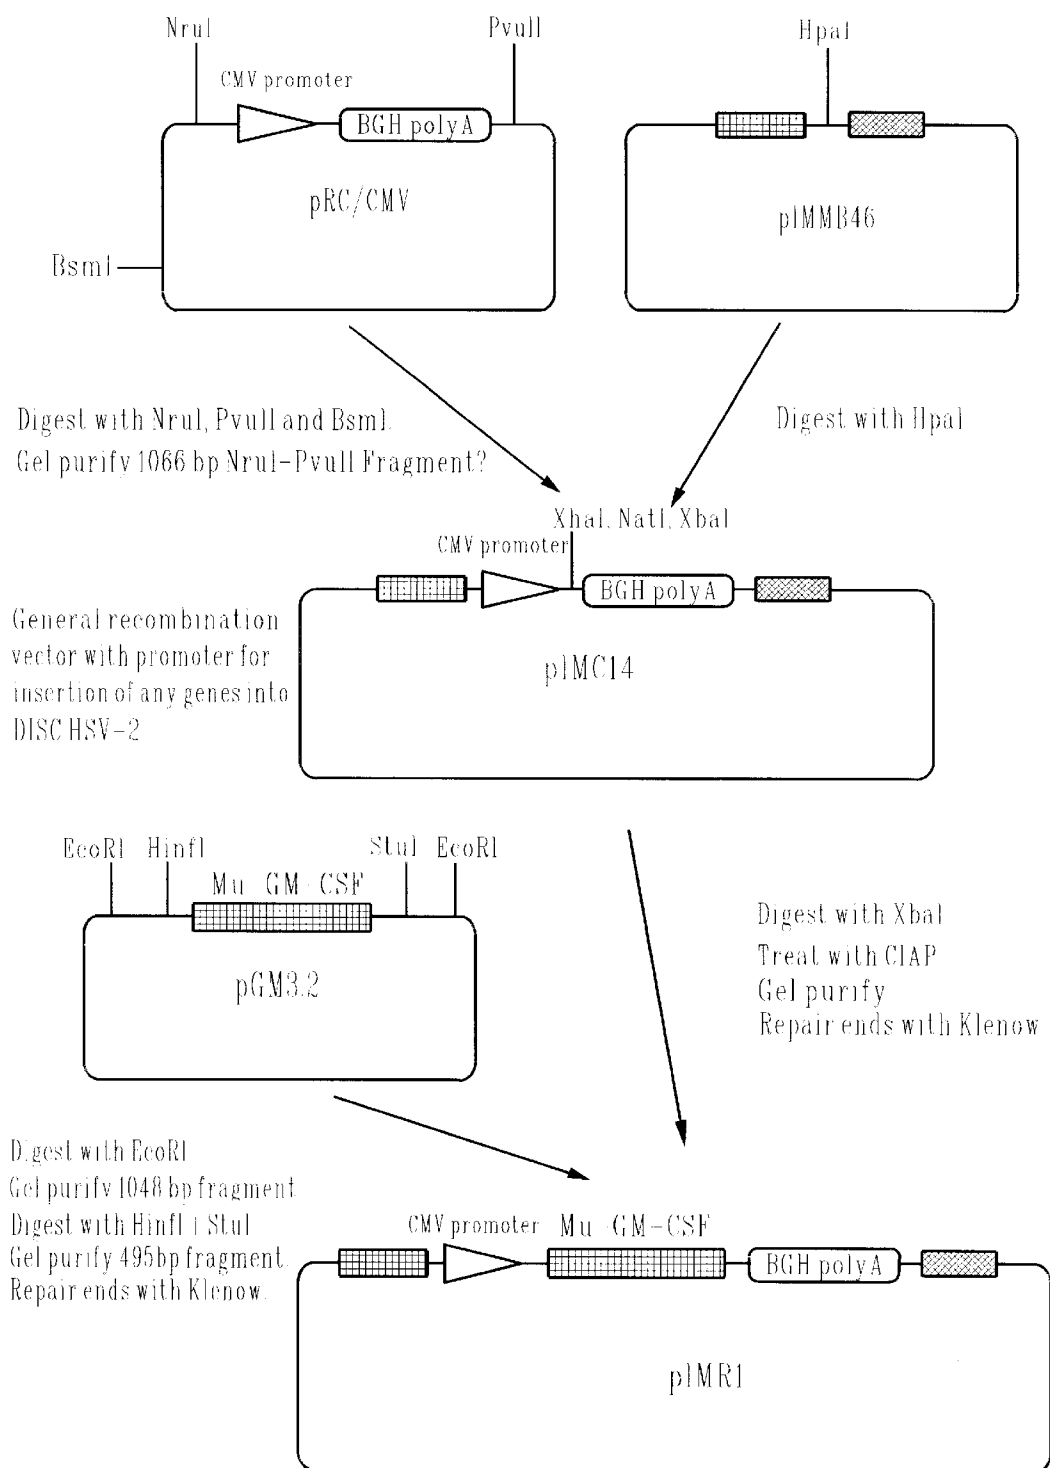 NruI
PvuII
HpaI
CMV promoter
BGH polyA
pRC/CMV
pIMMB46
BsmI
Digest with NruI, PvuII and BsmI.
Gel purify 1066 bp NruI-PvuII Fragment?
Digest with HpaI
XhaI, NatI, XbaI
CMV promoter
BGH polyA
General recombination
vector with promoter for
insertion of any genes into
DISC HSV-2
pIMC14
EcoRI
HinfI
StuI
EcoRI
Mu GM-CSF
pGM3.2
Digest with XbaI
Treat with CIAP
Gel purify
Repair ends with Klenow
Digest with EcoRI
Gel purify 1048 bp fragment
Digest with HinfI + StuI
Gel purify 495bp fragment.
Repair ends with Klenow.
CMV promoter
Mu GM-CSF
BGH polyA
pIMR1